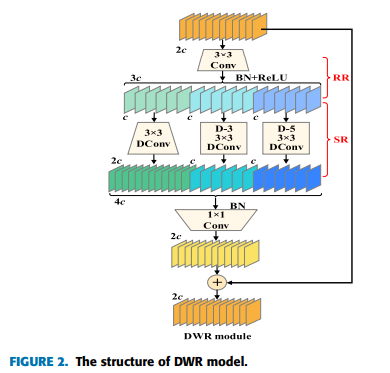 2c
3×3
Conv
3c
BN+ReLU
RR
c
c
c
3×3
DConv
D-3
3×3
DConv
D-5
3×3
DConv
SR
2c
c
c
4c
BN
1×1
Conv
2c
+
2c
DWR module
FIGURE 2. The structure of DWR model.